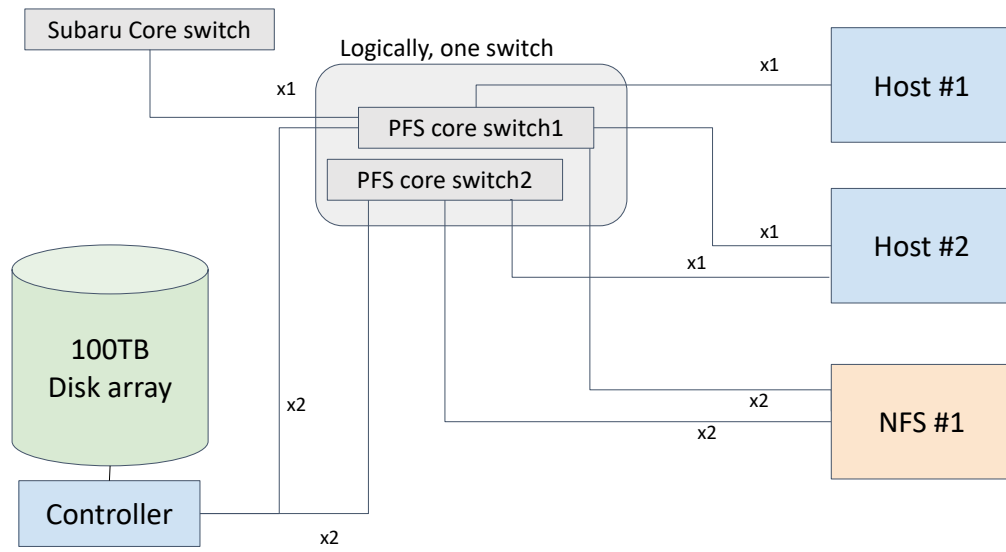 Subaru Core switch
Logically, one switch
x1
x1
Host #1
PFS core switch1
PFS core switch2
x1
x1
Host #2
100TB
Disk array
x2
x2
x2
NFS #1
Controller
x2